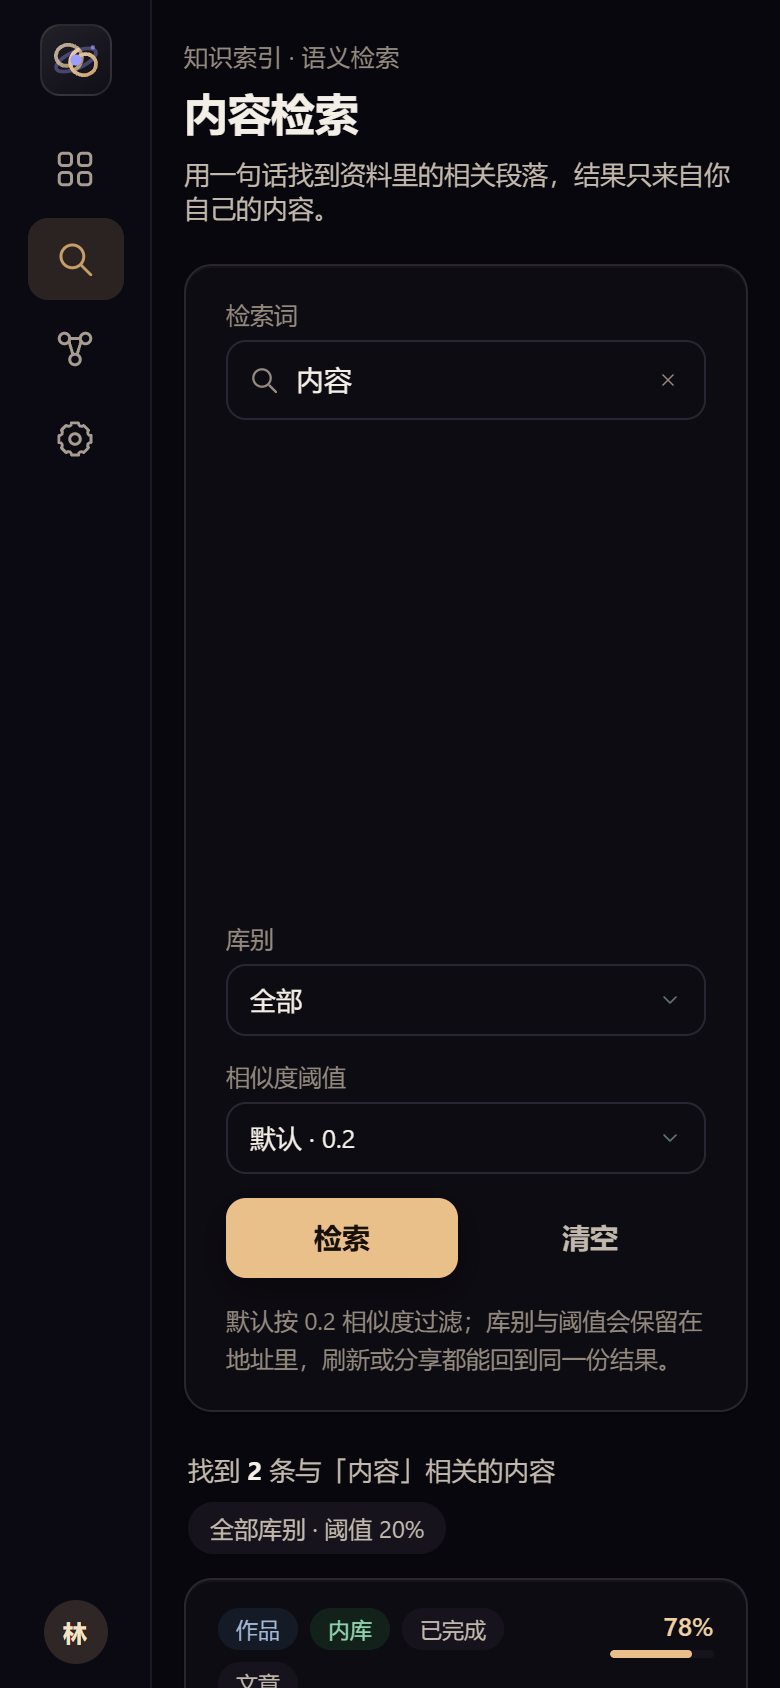 知识索引 · 语义检索
内容检索
用一句话找到资料里的相关段落，结果只来自你
自己的内容。
检索词
内容
库别
全部
相似度阈值
默认 · 0.2
检索
清空
默认按 0.2 相似度过滤；库别与阈值会保留在
地址里，刷新或分享都能回到同一份结果。
找到 2 条与「内容」相关的内容
全部库别 · 阈值 20%
作品
内库
已完成
78%
文章
林